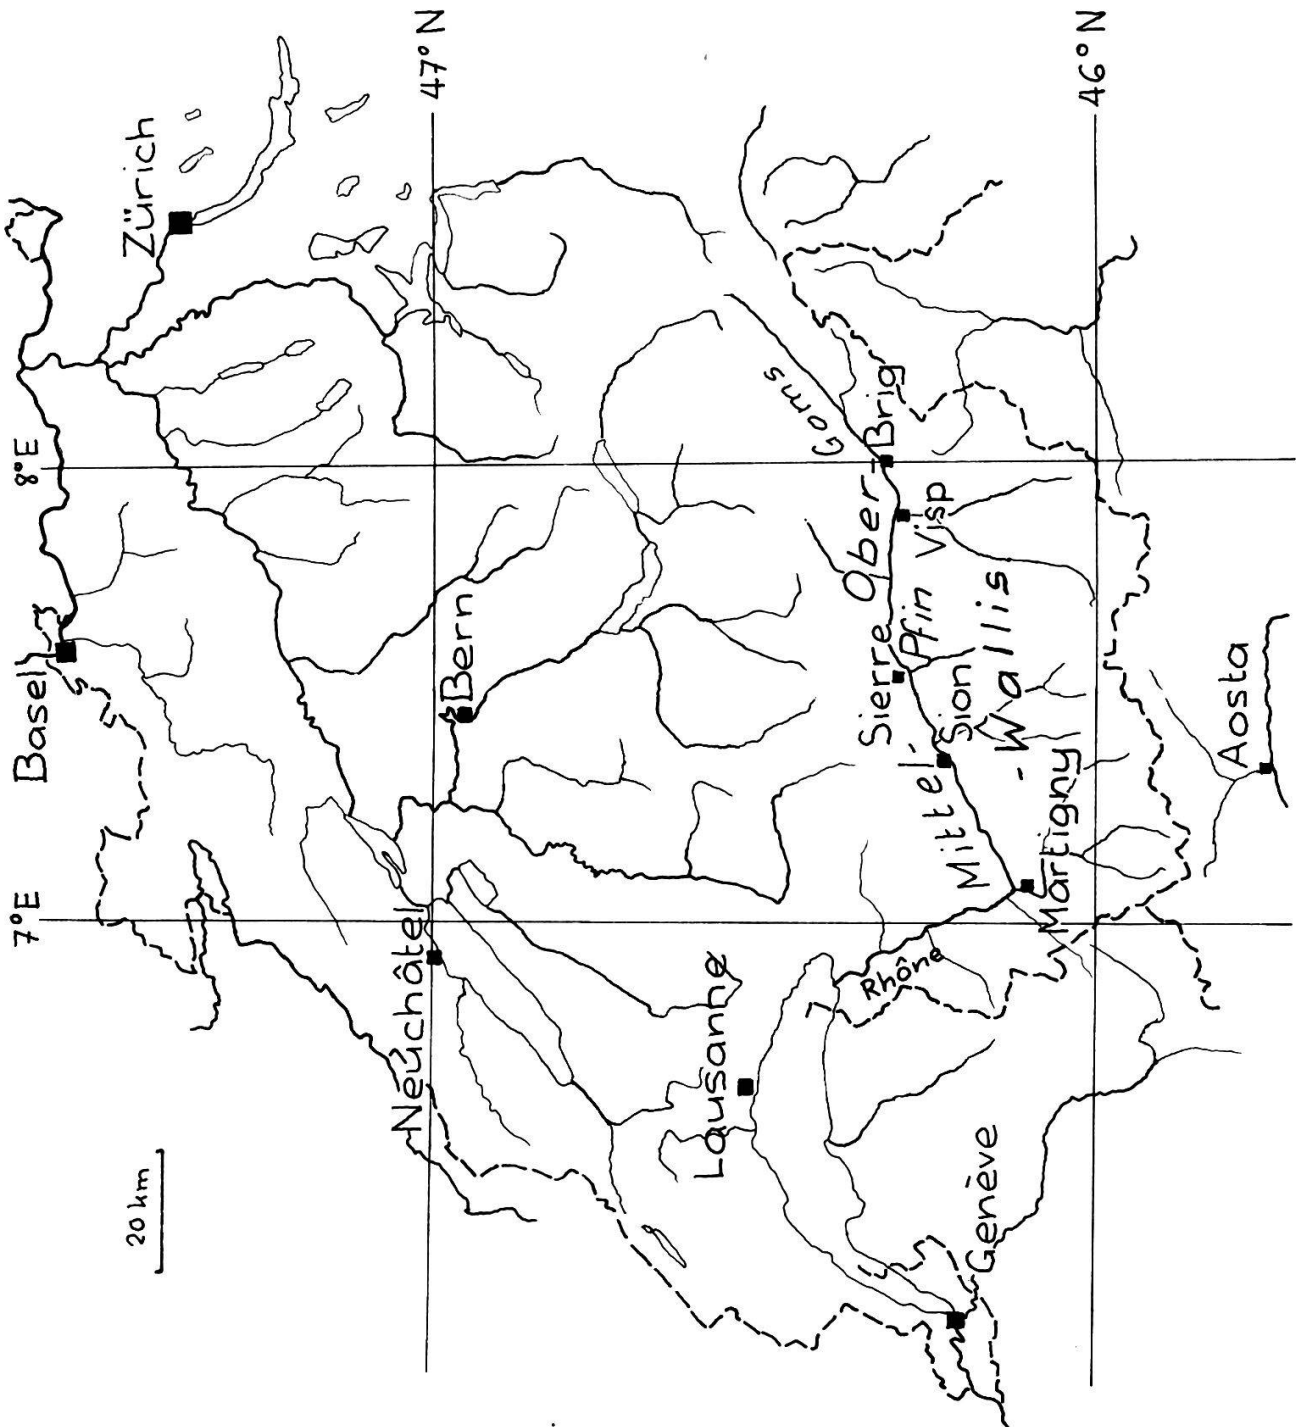 8°E
7°E
47°N
46°N
Zürich
Basel
Bern
Neúchâtel
Lausanne
Genève
Rhône
Martigny
Sion
Sierre
Pfin
Visp
Brig
Goms
Ober-
Mittel-
-Wallis
Aosta
20 km